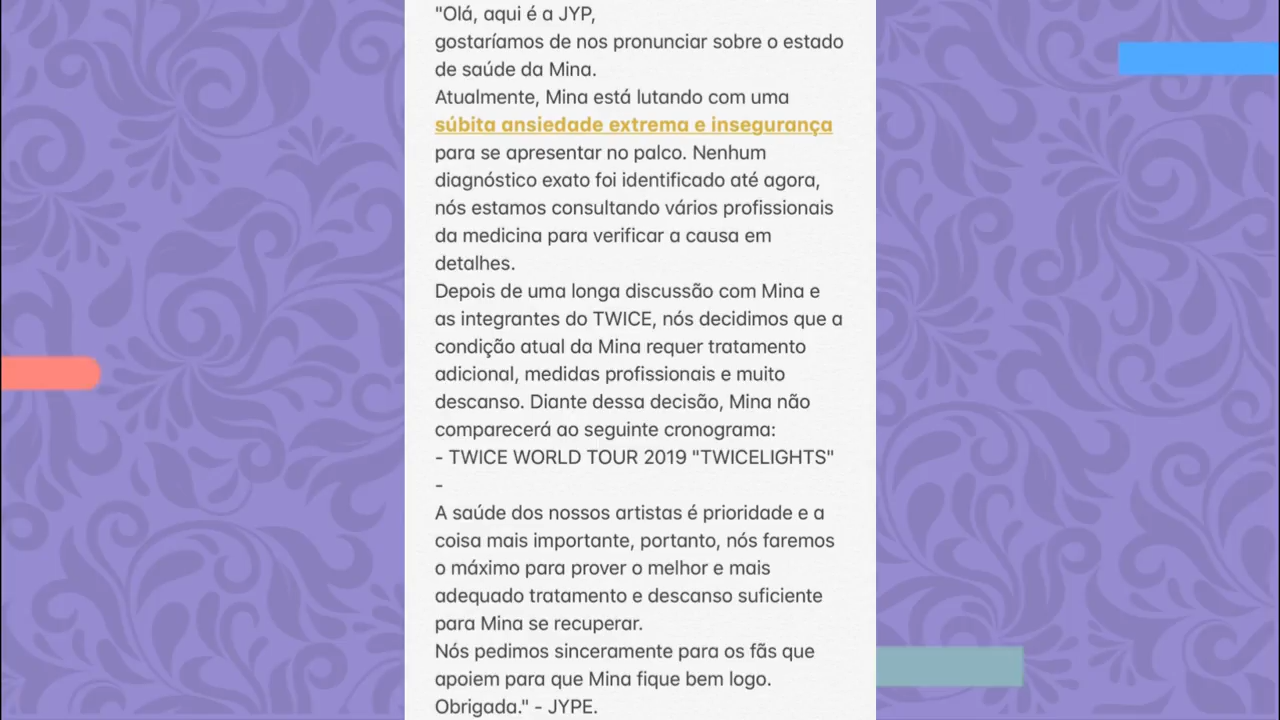 "Olá, aqui é a JYP,
gostaríamos de nos pronunciar sobre o estado
de saúde da Mina.
Atualmente, Mina está lutando com uma
súbita ansiedade extrema e insegurança
para se apresentar no palco. Nenhum
diagnóstico exato foi identificado até agora,
nós estamos consultando vários profissionais
da medicina para verificar a causa em
detalhes.
Depois de uma longa discussão com Mina e
as integrantes do TWICE, nós decidimos que a
condição atual da Mina requer tratamento
adicional, medidas profissionais e muito
descanso. Diante dessa decisão, Mina não
comparecerá ao seguinte cronograma:
- TWICE WORLD TOUR 2019 "TWICELIGHTS"
-
A saúde dos nossos artistas é prioridade e a
coisa mais importante, portanto, nós faremos
o máximo para prover o melhor e mais
adequado tratamento e descanso suficiente
para Mina se recuperar.
Nós pedimos sinceramente para os fãs que
apoiem para que Mina fique bem logo.
Obrigada." - JYPE.